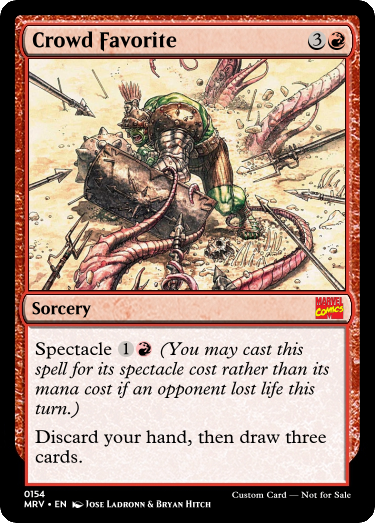 Crowd Favorite 3
Sorcery
MARVEL
COMICS
Spectacle 1 (You may cast this
spell for its spectacle cost rather than its
mana cost if an opponent lost life this
turn.)
Discard your hand, then draw three
cards.
0154
MRV • EN Jose Ladronn & Bryan Hitch
Custom Card — Not for Sale